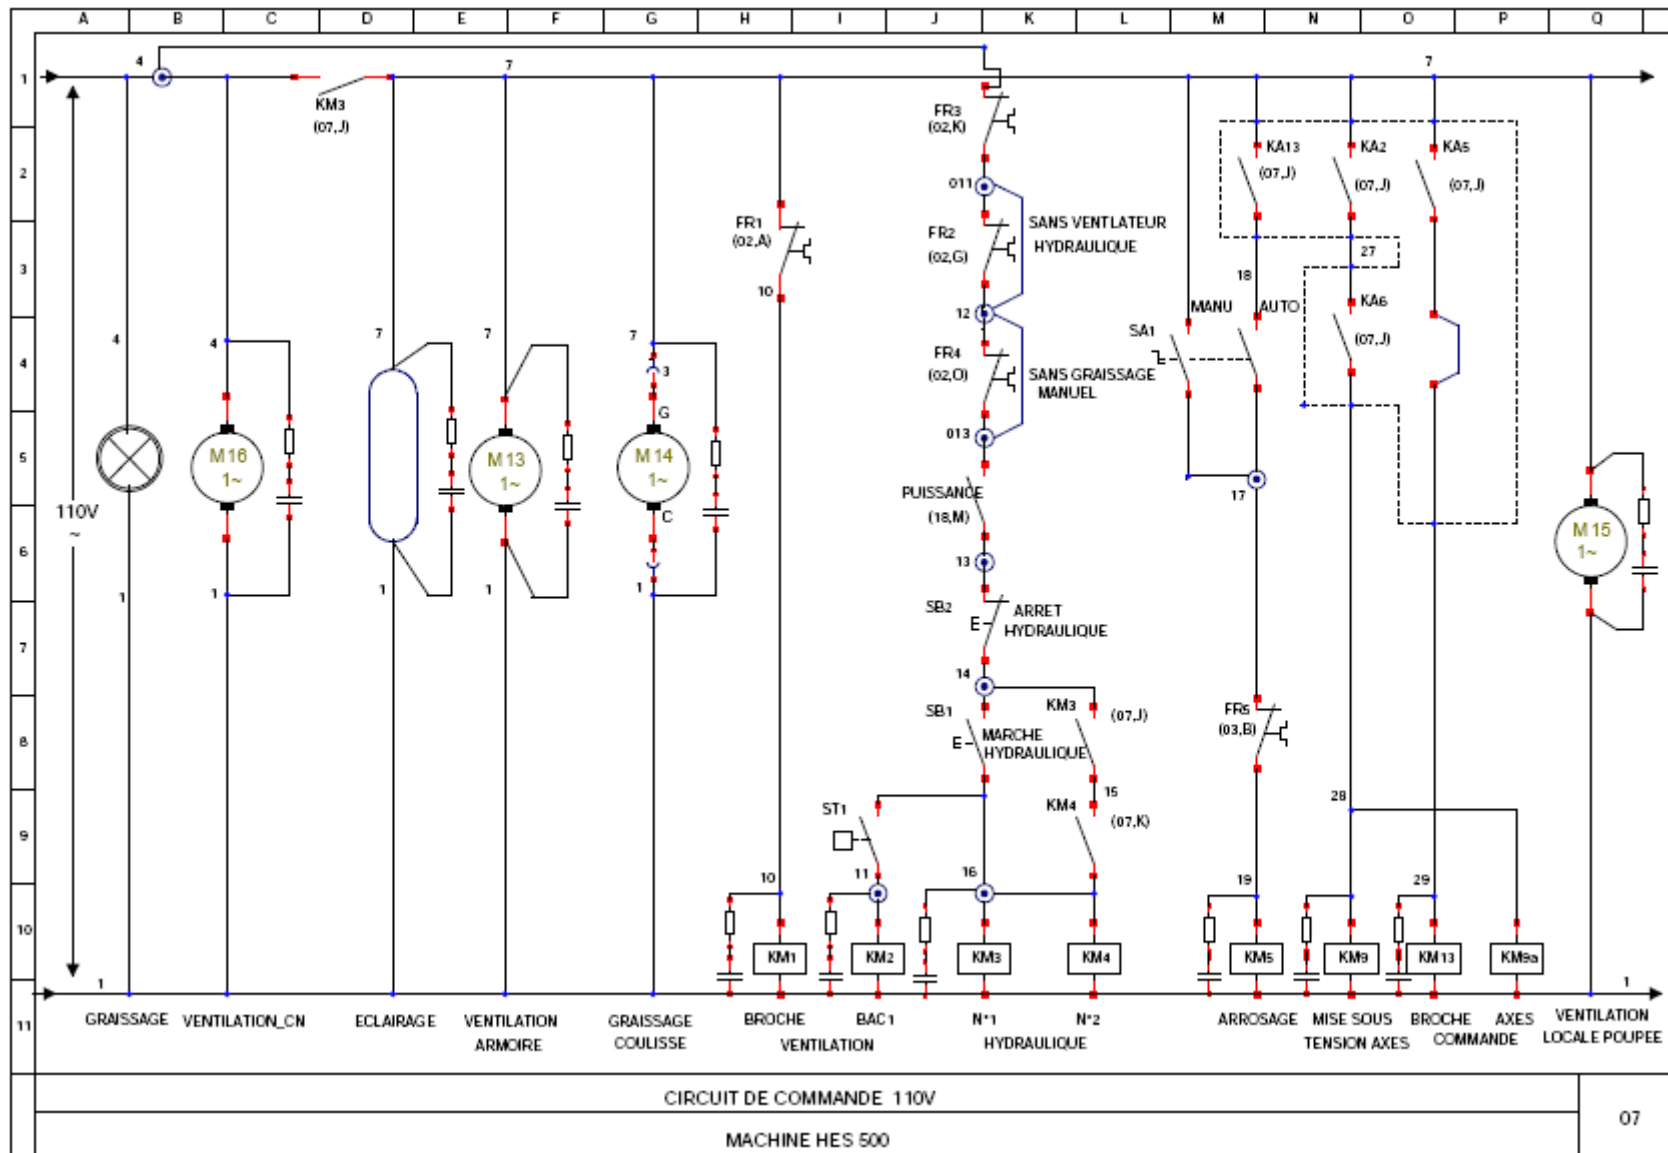 A B C D E F G H I J K L M N O P Q
1 4 7 7
KM3
(07,J)
FR3
(02,K)
2
KA13 KA2 KA5
(07,J) (07,J) (07,J)
011
FR1
(02,A)
FR2
(02,G)
SANS VENTLATEUR
HYDRAULIQUE
3
27
10
18
12
KA6
(07,J)
MANU AUTO
SA1
4
4 4 7 7 7
3
FR4
(02,O)
SANS GRAISSAGE
MANUEL
G
013
5
M16
1~
M13
1~
M14
1~
110V
~
PUISSANCE
(18,M)
17
C
6
M15
1~
13
1 1 1 1 1
SB2
E
ARRET
HYDRAULIQUE
7
14
KM3
(07,J)
SB1
E
MARCHE
HYDRAULIQUE
FR5
(03,B)
8
15
28
ST1
KM4
(07,K)
9
10 11 16 19 29
10
KM1 KM2 KM3 KM4 KM5 KM9 KM13 KM9a
1 1
11
GRAISSAGE VENTILATION_CN ECLAIRAGE VENTILATION
ARMOIRE
GRAISSAGE
COULISSE
BROCHE BAC1
VENTILATION
N°1 N°2
HYDRAULIQUE
ARROSAGE MISE SOUS
TENSION AXES
BROCHE AXES
COMMANDE
VENTILATION
LOCALE POUPEE
CIRCUIT DE COMMANDE 110V
07
MACHINE HES 500